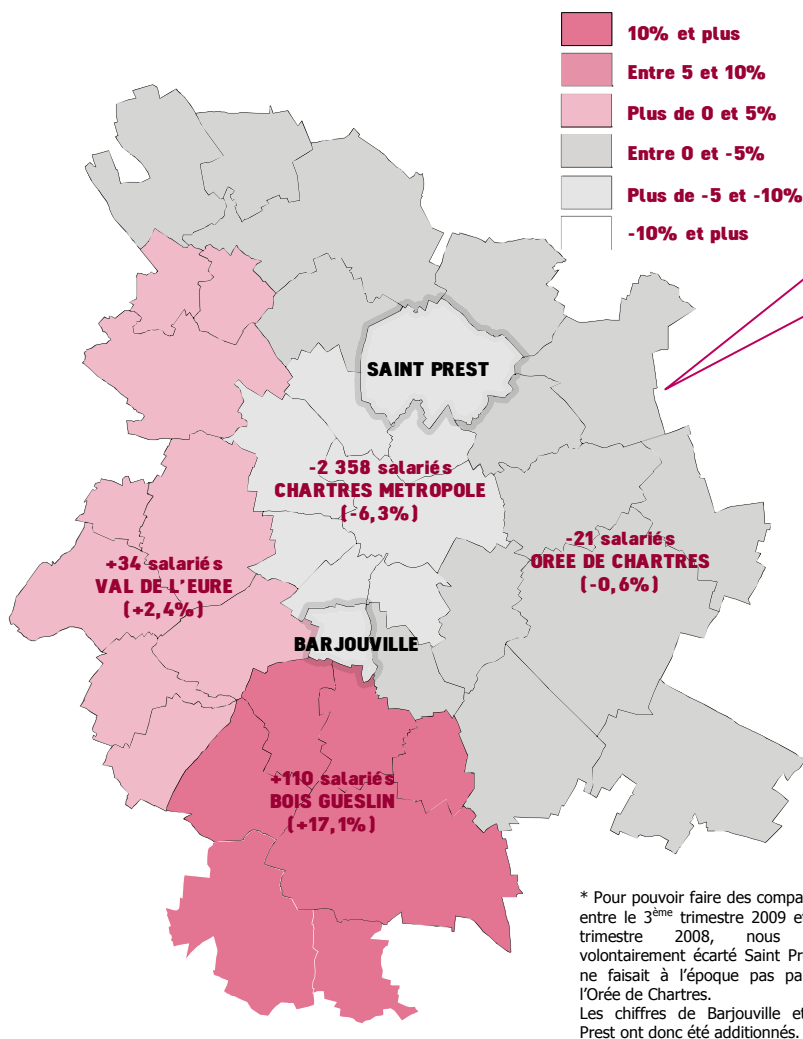 10% et plus
Entre 5 et 10%
Plus de 0 et 5%
Entre 0 et -5%
Plus de -5 et -10%
-10% et plus
SAINT PREST
-2 358 salariés
CHARTRES METROPOLE
(-6,3%)
-21 salariés
OREE DE CHARTRES
(-0,6%)
+34 salariés
VAL DE L'EURE
(+2,4%)
BARJOUVILLE
+110 salariés
BOIS GUESLIN
(+17,1%)
* Pour pouvoir faire des compa
entre le 3ème trimestre 2009 e
trimestre 2008, nous
volontairement écarté Saint Pr
ne faisait à l'époque pas pa
l'Orée de Chartres.
Les chiffres de Barjouville et
Prest ont donc été additionnés.